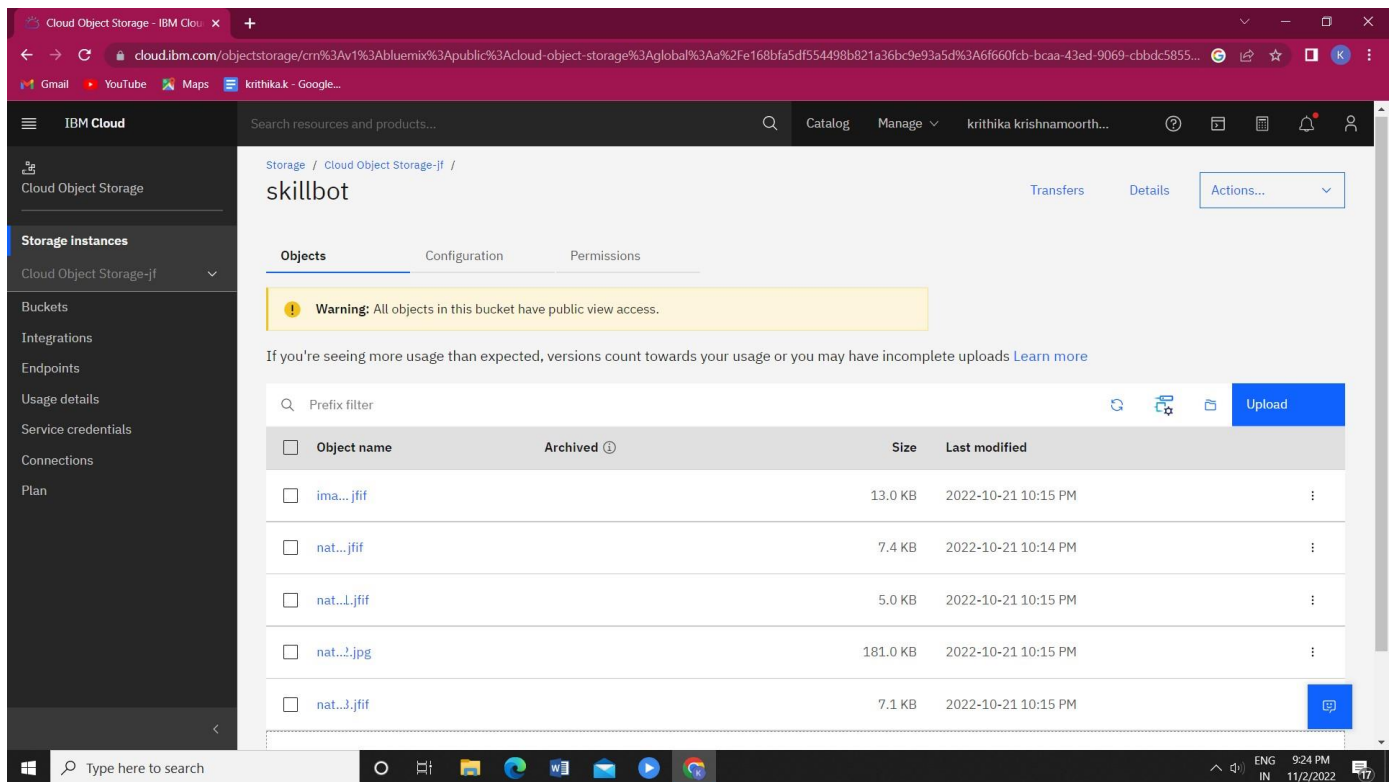 Cloud Object Storage - IBM Clou
cloud.ibm.com/objectstorage/crn%3Av1%3Abluemix%3Apublic%3Acloud-object-storage%3Aglobal%3Aa%2Fe168bfa5df554498b821a36bc9e93a5d%3A6f660fcb-bcaa-43ed-9069-cbbdc5855...
K
Gmail YouTube Maps krithika.k - Google...
IBM Cloud Search resources and products... Catalog Manage krithika krishnamoorth...
Cloud Object Storage
Storage instances
Cloud Object Storage-jf
Buckets
Integrations
Endpoints
Usage details
Service credentials
Connections
Plan
Storage / Cloud Object Storage-jf /
skillbot
Transfers Details Actions...
Objects Configuration Permissions
Warning: All objects in this bucket have public view access.
If you're seeing more usage than expected, versions count towards your usage or you may have incomplete uploads Learn more
Prefix filter Upload
Object name Archived Size Last modified
ima... jfif 13.0 KB 2022-10-21 10:15 PM
nat...jfif 7.4 KB 2022-10-21 10:14 PM
nat...1.jfif 5.0 KB 2022-10-21 10:15 PM
nat...2.jpg 181.0 KB 2022-10-21 10:15 PM
nat...3.jfif 7.1 KB 2022-10-21 10:15 PM
Type here to search
ENG 9:24 PM
IN 11/2/2022
17